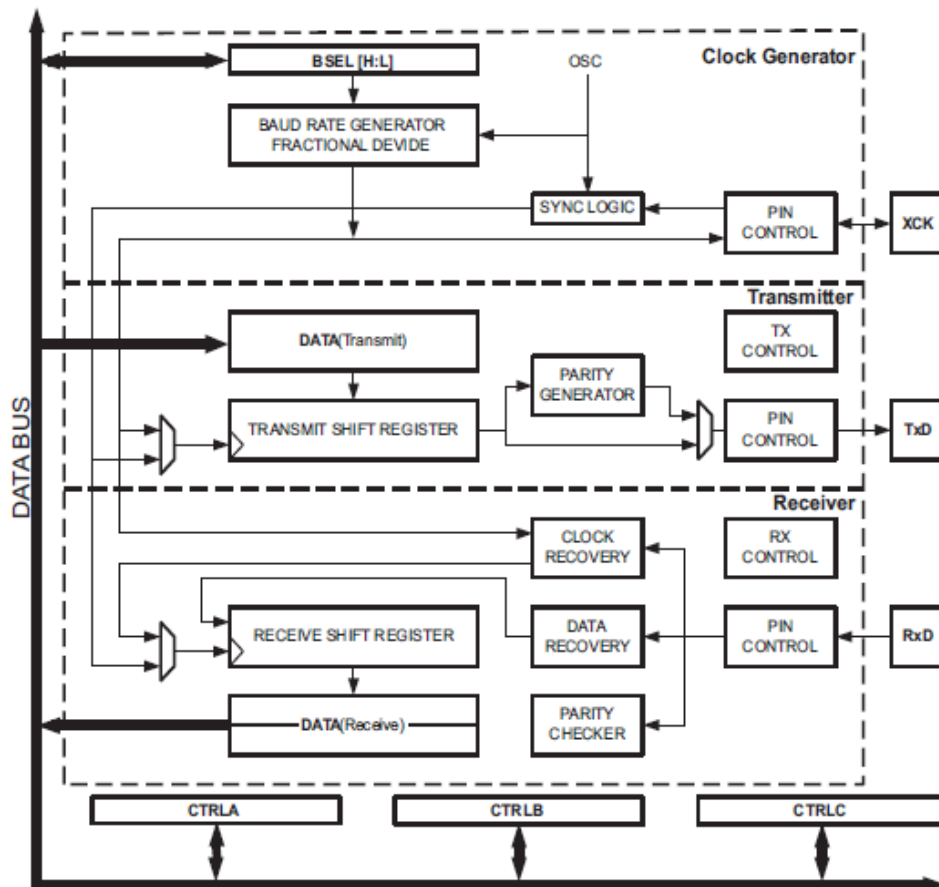 BSEL [H:L]
OSC
Clock Generator
BAUD RATE GENERATOR
FRACTIONAL DEVIDE
SYNC LOGIC
PIN
CONTROL
XCK
Transmitter
DATA(Transmit)
TX
CONTROL
PARITY
GENERATOR
TRANSMIT SHIFT REGISTER
PIN
CONTROL
TxD
DATA BUS
Receiver
CLOCK
RECOVERY
RX
CONTROL
RECEIVE SHIFT REGISTER
DATA
RECOVERY
PIN
CONTROL
RxD
DATA(Receive)
PARITY
CHECKER
CTRLA
CTRLB
CTRLC